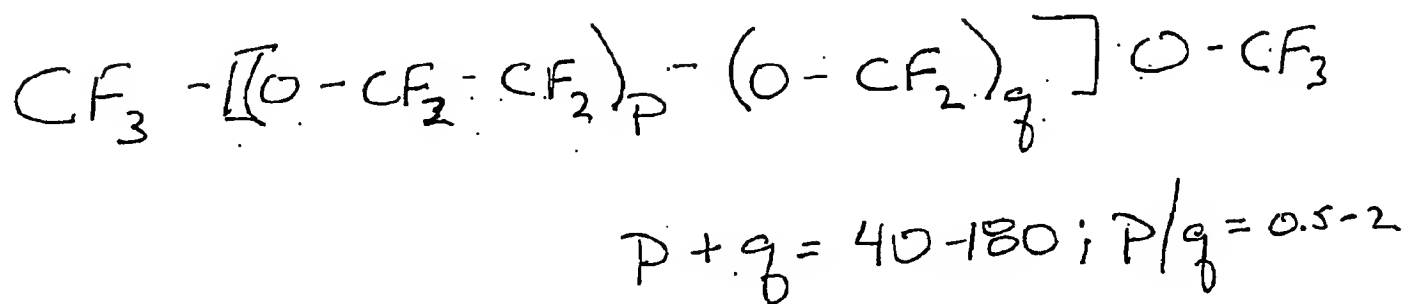 CF₃-[(O-CF₂-CF₂)p-(O-CF₂)q]O-CF₃
p+q=40-180; p/q=0.5-2